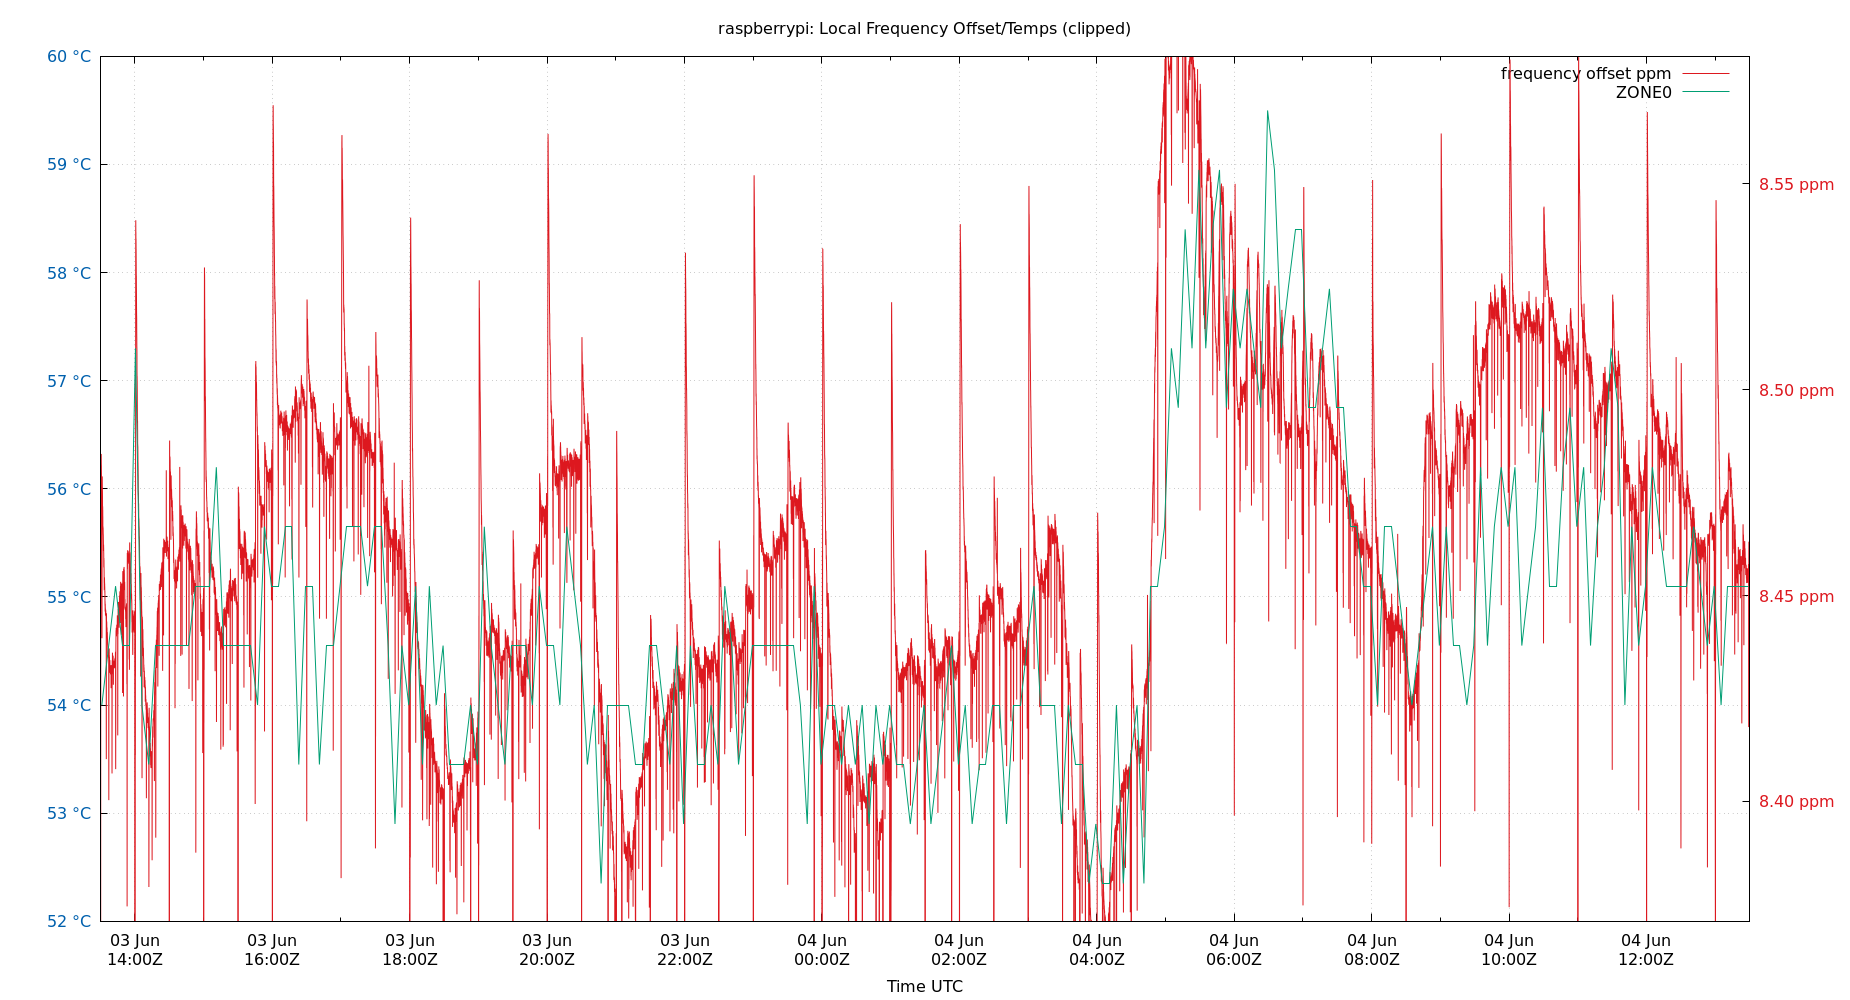 raspberrypi: Local Frequency Offset/Temps (clipped)
60 °C
59 °C
58 °C
57 °C
56 °C
55 °C
54 °C
53 °C
52 °C
frequency offset ppm
ZONE0
8.55 ppm
8.50 ppm
8.45 ppm
8.40 ppm
03 Jun 03 Jun 03 Jun 03 Jun 03 Jun 04 Jun 04 Jun 04 Jun 04 Jun 04 Jun 04 Jun 04 Jun
14:00Z 16:00Z 18:00Z 20:00Z 22:00Z 00:00Z 02:00Z 04:00Z 06:00Z 08:00Z 10:00Z 12:00Z
Time UTC